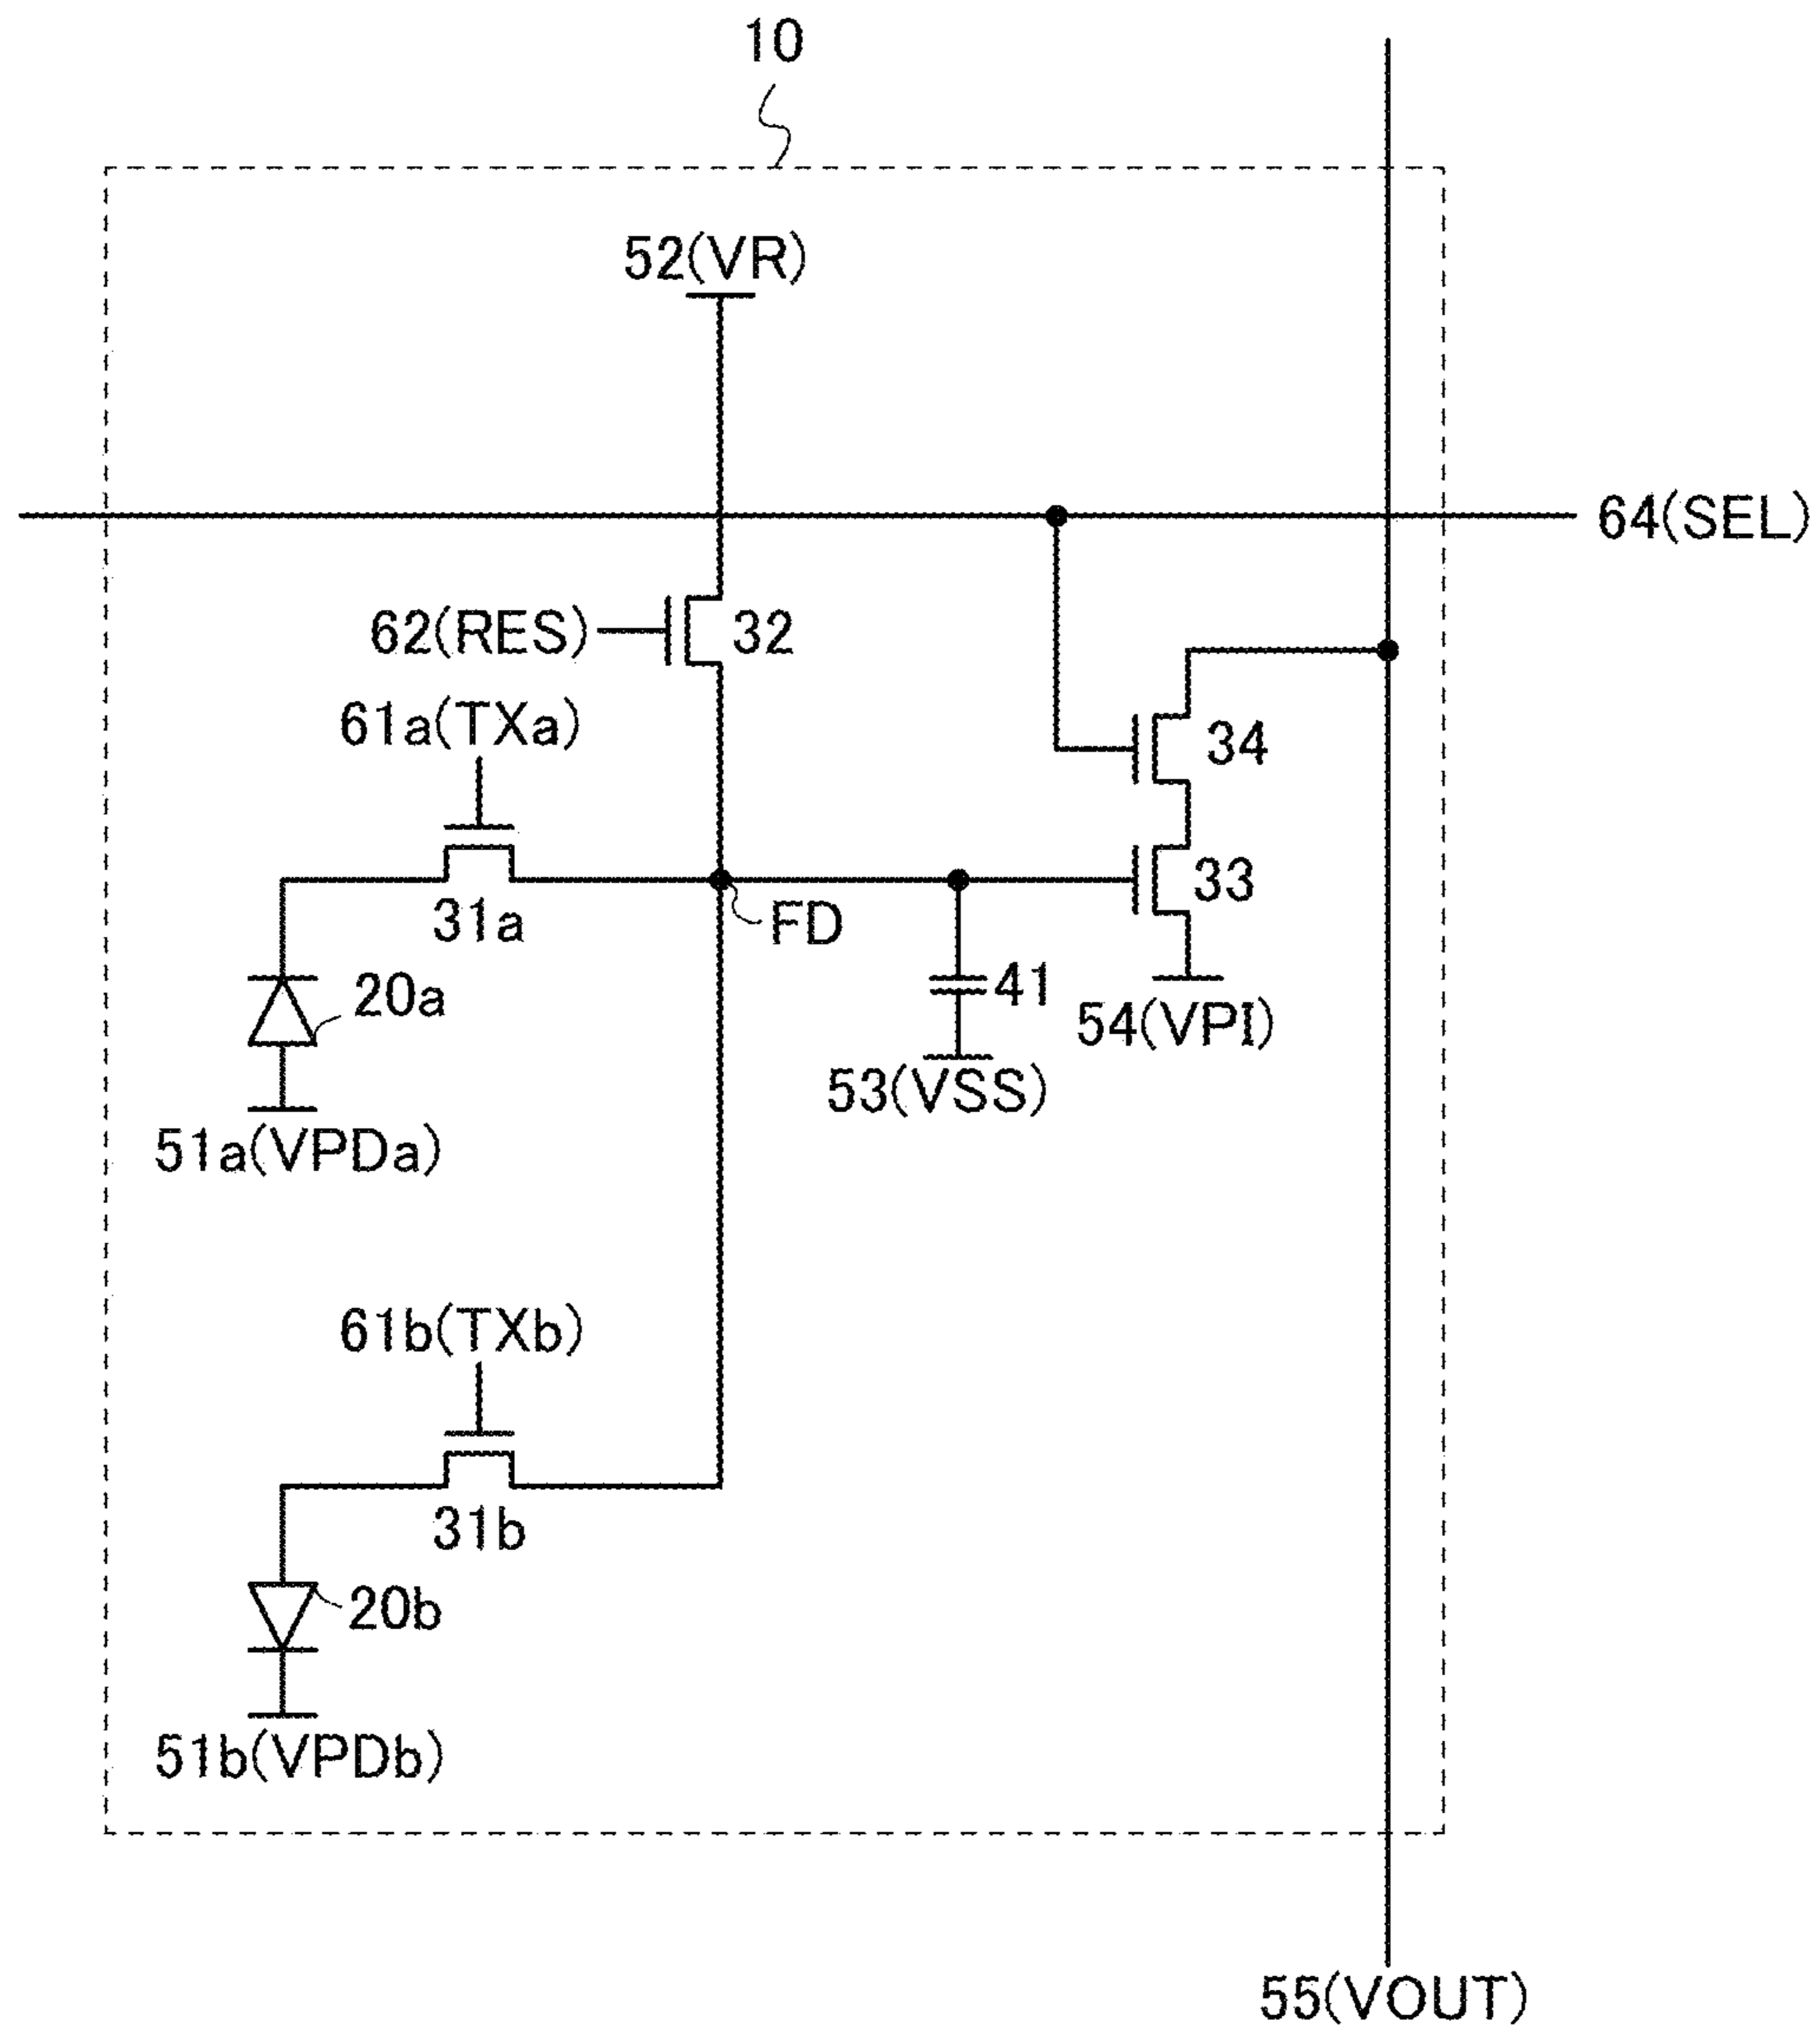 10
52(VR)
64(SEL)
62(RES)
32
61a(TXa)
34
33
31a
FD
20a
41
54(VPI)
53(VSS)
51a(VPDa)
61b(TXb)
31b
20b
51b(VPDb)
55(VOUT)